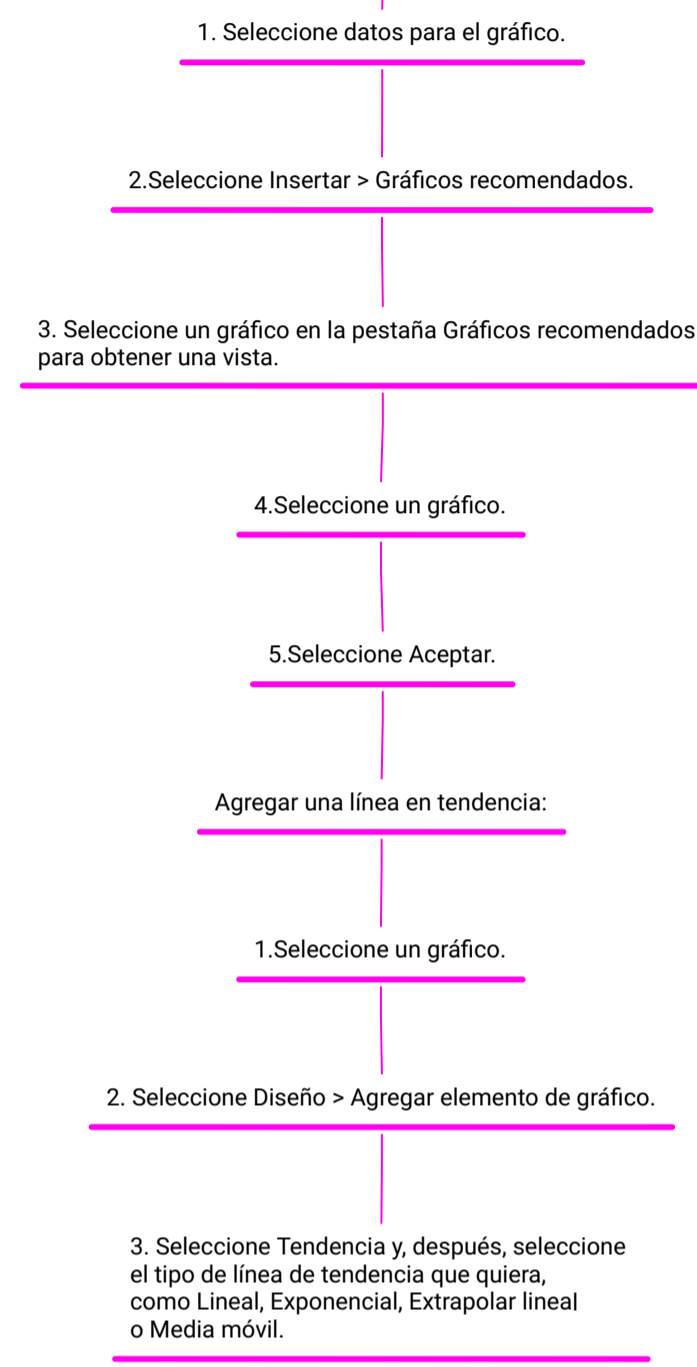 1. Seleccione datos para el gráfico.
2.Seleccione Insertar > Gráficos recomendados.
3. Seleccione un gráfico en la pestaña Gráficos recomendados
para obtener una vista.
4.Seleccione un gráfico.
5.Seleccione Aceptar.
Agregar una línea en tendencia:
1.Seleccione un gráfico.
2. Seleccione Diseño > Agregar elemento de gráfico.
3. Seleccione Tendencia y, después, seleccione
el tipo de línea de tendencia que quiera,
como Lineal, Exponencial, Extrapolar lineal
o Media móvil.